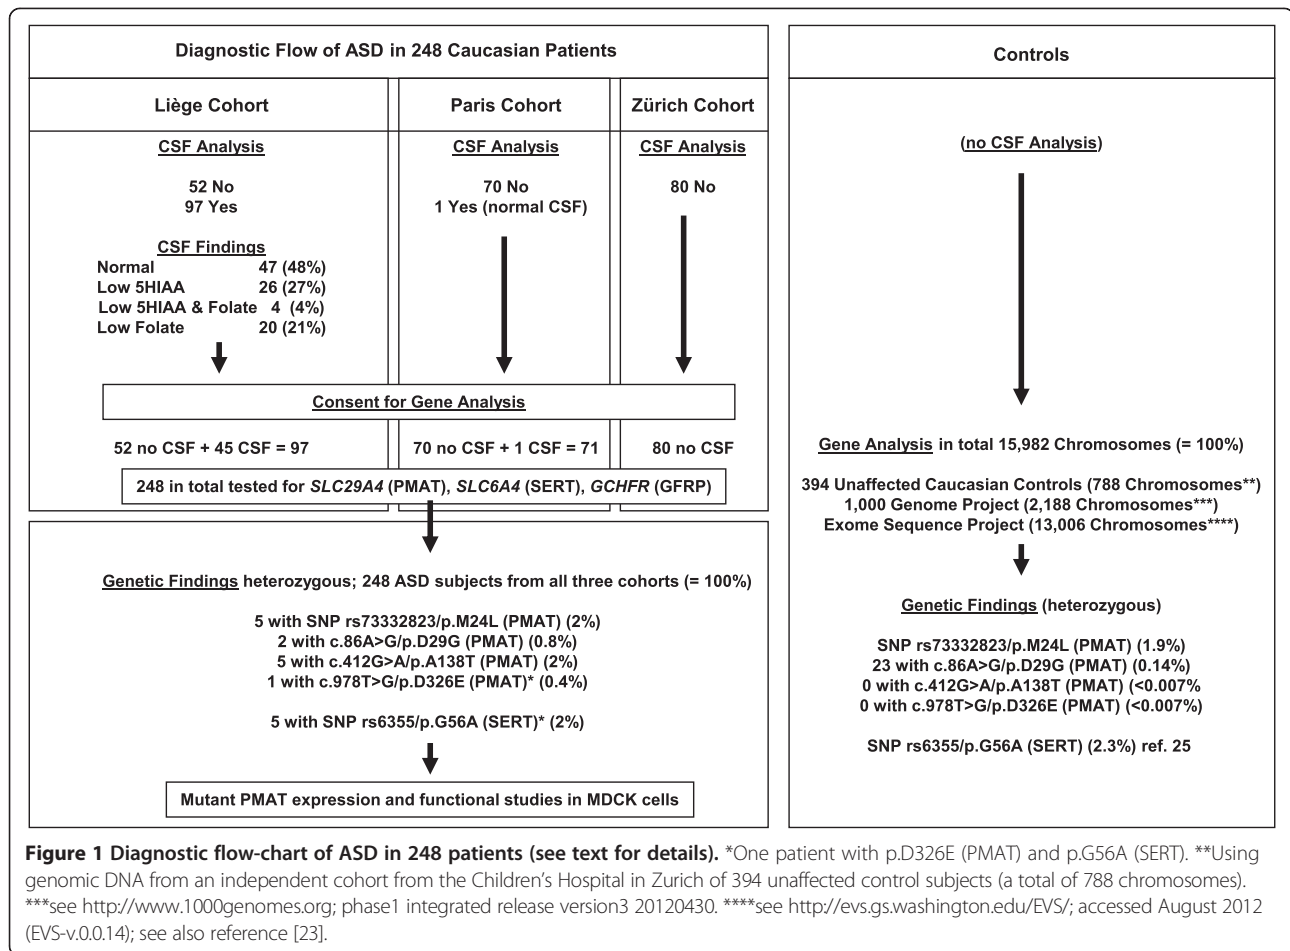 Diagnostic Flow of ASD in 248 Caucasian Patients
Liège Cohort
CSF Analysis
52 No
97 Yes
CSF Findings
Normal 47 (48%)
Low 5HIAA 26 (27%)
Low 5HIAA & Folate 4 (4%)
Low Folate 20 (21%)
Paris Cohort
CSF Analysis
70 No
1 Yes (normal CSF)
Zürich Cohort
CSF Analysis
80 No
Consent for Gene Analysis
52 no CSF + 45 CSF = 97
70 no CSF + 1 CSF = 71
80 no CSF
248 in total tested for SLC29A4 (PMAT), SLC6A4 (SERT), GCHFR (GFRP)
Genetic Findings heterozygous; 248 ASD subjects from all three cohorts (= 100%)
5 with SNP rs73332823/p.M24L (PMAT) (2%)
2 with c.86A>G/p.D29G (PMAT) (0.8%)
5 with c.412G>A/p.A138T (PMAT) (2%)
1 with c.978T>G/p.D326E (PMAT)* (0.4%)
5 with SNP rs6355/p.G56A (SERT)* (2%)
Mutant PMAT expression and functional studies in MDCK cells
Controls
(no CSF Analysis)
Gene Analysis in total 15,982 Chromosomes (= 100%)
394 Unaffected Caucasian Controls (788 Chromosomes**)
1,000 Genome Project (2,188 Chromosomes***)
Exome Sequence Project (13,006 Chromosomes****)
Genetic Findings (heterozygous)
SNP rs73332823/p.M24L (PMAT) (1.9%)
23 with c.86A>G/p.D29G (PMAT) (0.14%)
0 with c.412G>A/p.A138T (PMAT) (<0.007%
0 with c.978T>G/p.D326E (PMAT) (<0.007%)
SNP rs6355/p.G56A (SERT) (2.3%) ref. 25
Figure 1 Diagnostic flow-chart of ASD in 248 patients (see text for details). *One patient with p.D326E (PMAT) and p.G56A (SERT). **Using
genomic DNA from an independent cohort from the Children's Hospital in Zurich of 394 unaffected control subjects (a total of 788 chromosomes).
***see http://www.1000genomes.org; phase1 integrated release version3 20120430. ****see http://evs.gs.washington.edu/EVS/; accessed August 2012
(EVS-v.0.0.14); see also reference [23].